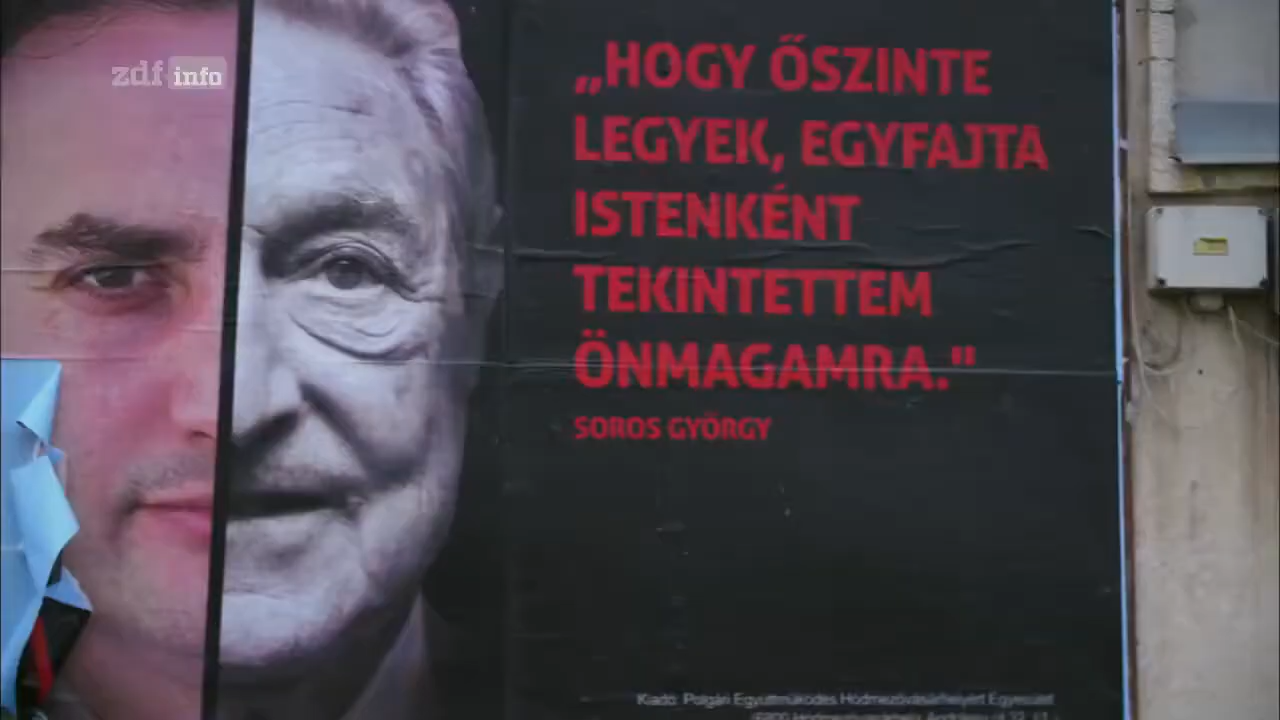 zdf info
„HOGY ŐSZINTE
LEGYEK, EGYFAJTA
ISTENKÉNT
TEKINTETTEM
ÖNMAGAMRA."
SOROS GYÖRGY
Kiadó: Polgári Együttműködés Hódmezővásárhelyért Egyesület